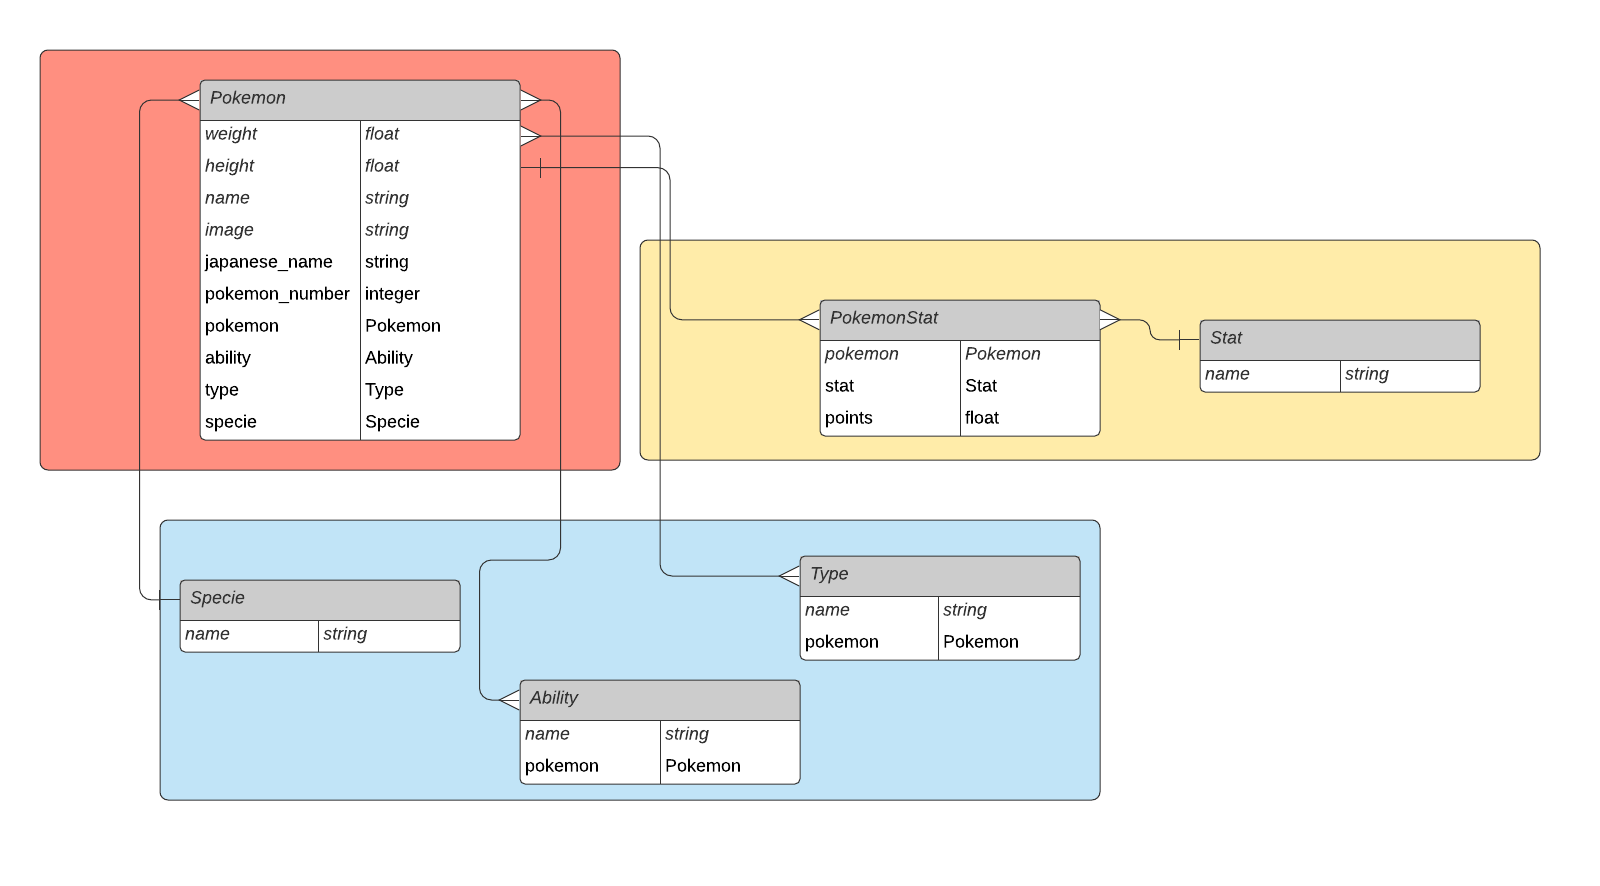 Pokemon
weight float
height float
name string
image string
japanese_name string
pokemon_number integer
pokemon Pokemon
ability Ability
type Type
specie Specie
PokemonStat
pokemon Pokemon
stat Stat
points float
Stat
name string
Specie
name string
Type
name string
pokemon Pokemon
Ability
name string
pokemon Pokemon